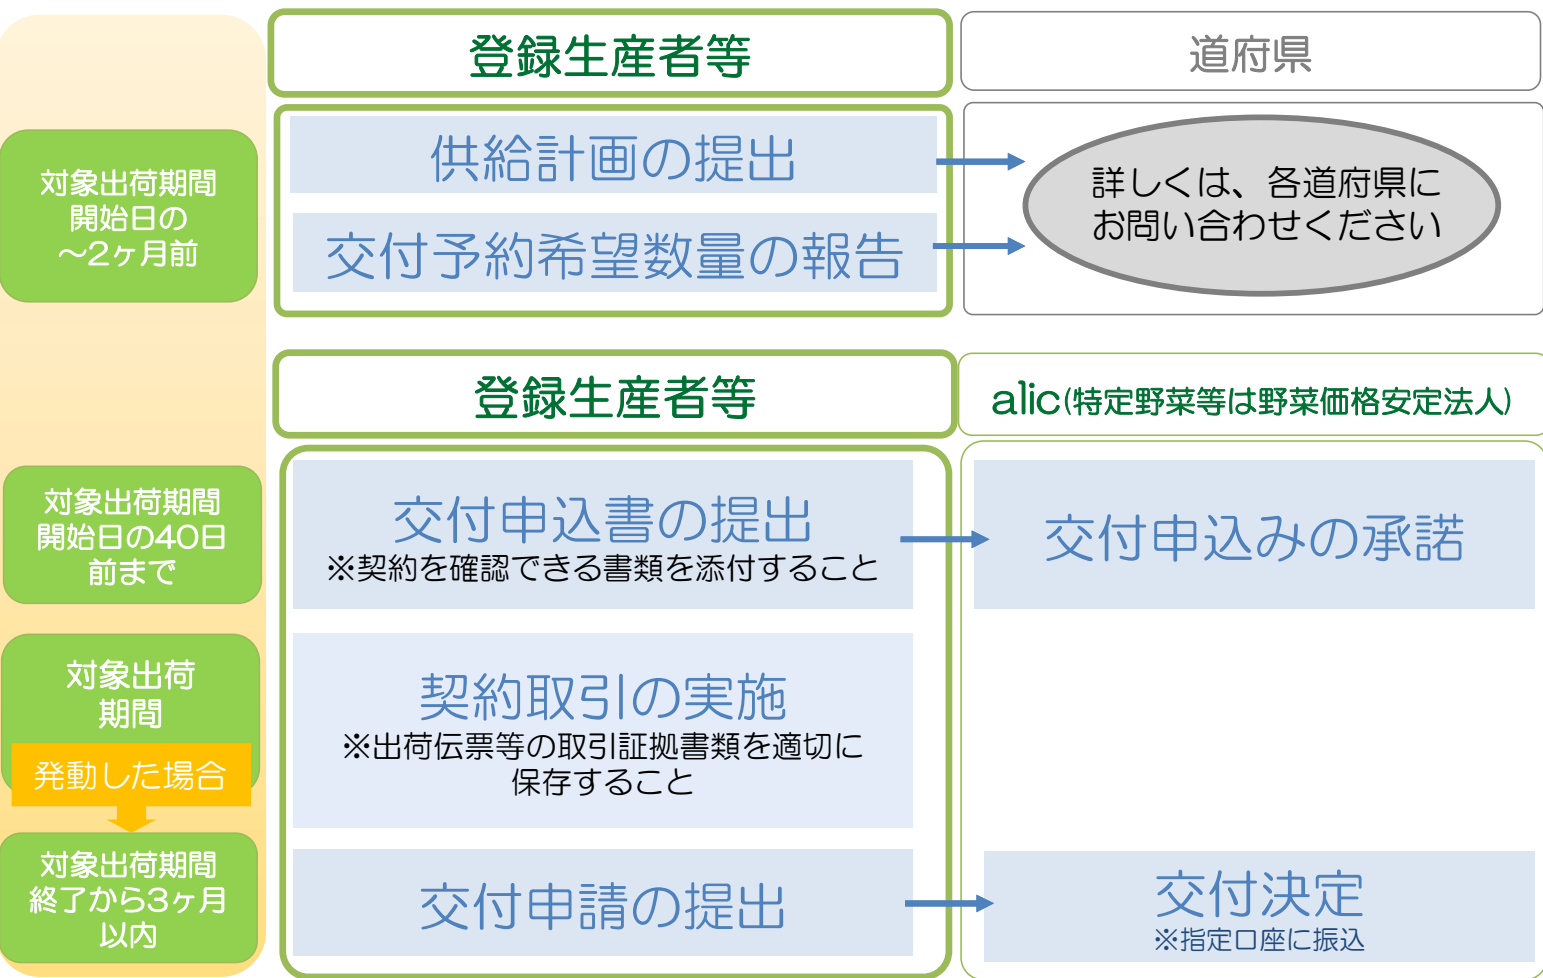 登録生産者等
道府県
対象出荷期間
開始日の
～2ヶ月前
供給計画の提出
交付予約希望数量の報告
詳しくは、各道府県に
お問い合わせください
登録生産者等
alic(特定野菜等は野菜価格安定法人)
対象出荷期間
開始日の40日
前まで
交付申込書の提出
※契約を確認できる書類を添付すること
交付申込みの承諾
対象出荷
期間
発動した場合
契約取引の実施
※出荷伝票等の取引証拠書類を適切に
保存すること
対象出荷期間
終了から3ヶ月
以内
交付申請の提出
交付決定
※指定口座に振込